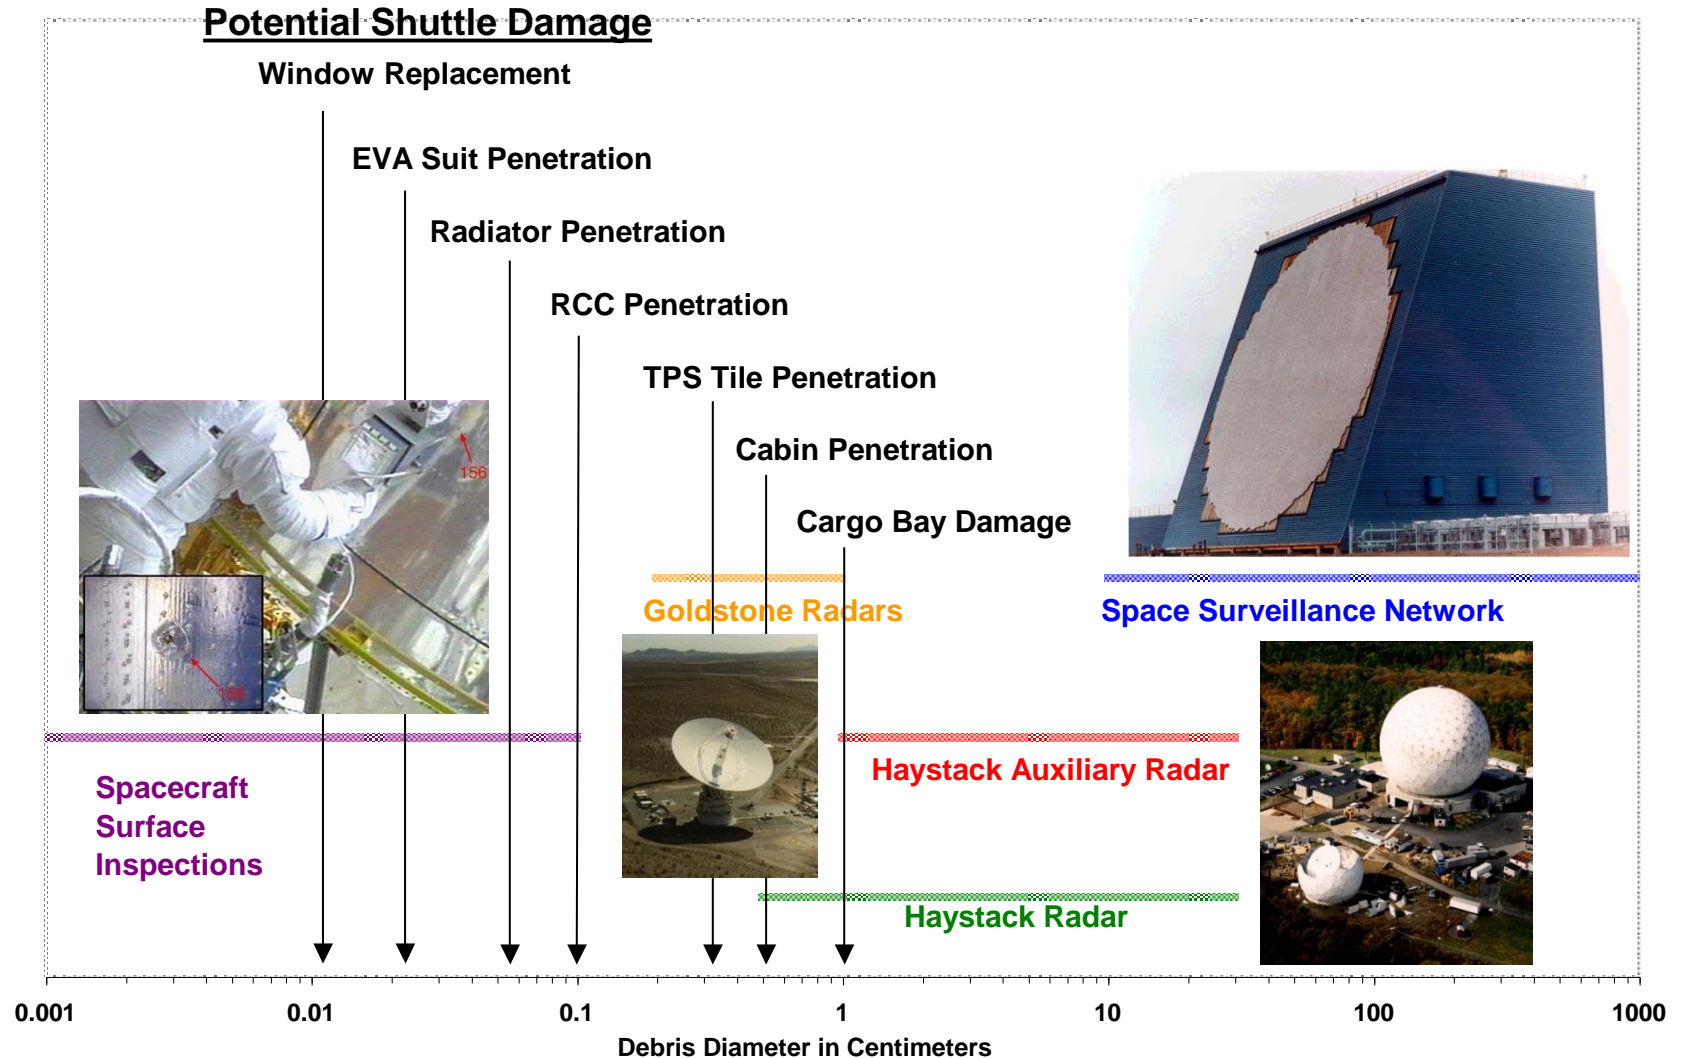 Potential Shuttle Damage
Window Replacement
EVA Suit Penetration
Radiator Penetration
RCC Penetration
TPS Tile Penetration
Cabin Penetration
156
Cargo Bay Damage
Goldstone Radars
Space Surveillance Network
156
Haystack Auxiliary Radar
Spacecraft
Surface
Inspections
Haystack Radar
0.001 0.01 0.1 1 10 100 1000
Debris Diameter in Centimeters